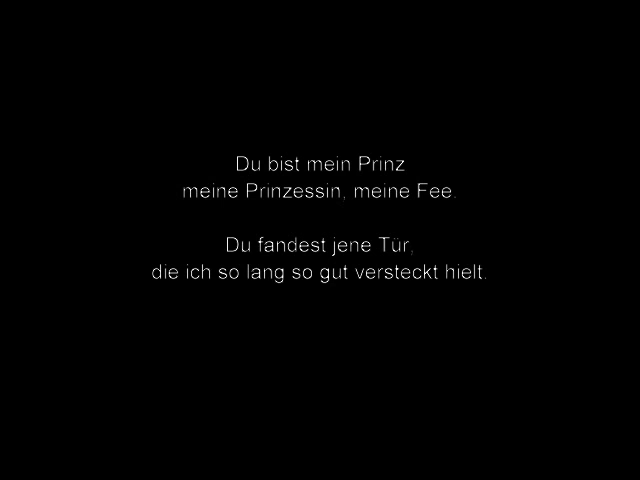 Du bist mein Prinz
meine Prinzessin, meine Fee.
Du fandest jene Tür,
die ich so lang so gut versteckt hielt.